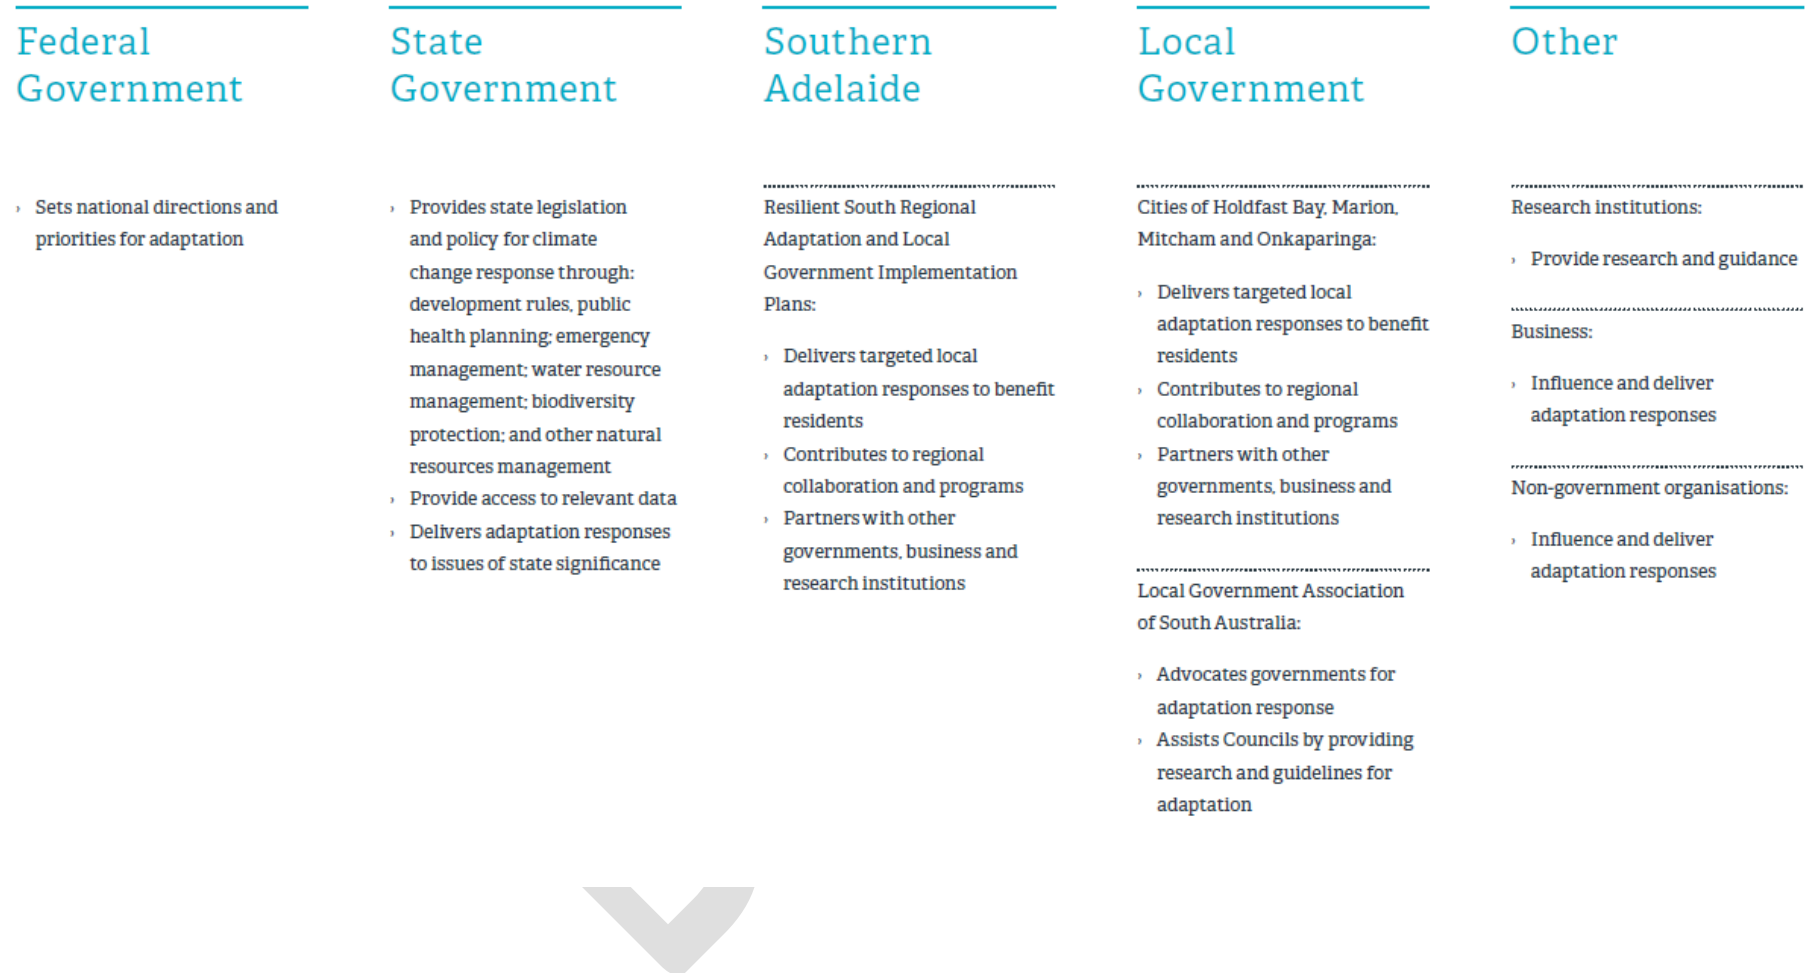 Federal
Government
› Sets national directions and
priorities for adaptation
State
Government
› Provides state legislation
and policy for climate
change response through:
development rules, public
health planning; emergency
management; water resource
management; biodiversity
protection; and other natural
resources management
› Provide access to relevant data
› Delivers adaptation responses
to issues of state significance
Southern
Adelaide
Resilient South Regional
Adaptation and Local
Government Implementation
Plans:
› Delivers targeted local
adaptation responses to benefit
residents
› Contributes to regional
collaboration and programs
› Partners with other
governments, business and
research institutions
Local
Government
Cities of Holdfast Bay, Marion,
Mitcham and Onkaparinga:
› Delivers targeted local
adaptation responses to benefit
residents
› Contributes to regional
collaboration and programs
› Partners with other
governments, business and
research institutions
Local Government Association
of South Australia:
› Advocates governments for
adaptation response
› Assists Councils by providing
research and guidelines for
adaptation
Other
Research institutions:
› Provide research and guidance
Business:
› Influence and deliver
adaptation responses
Non-government organisations:
› Influence and deliver
adaptation responses